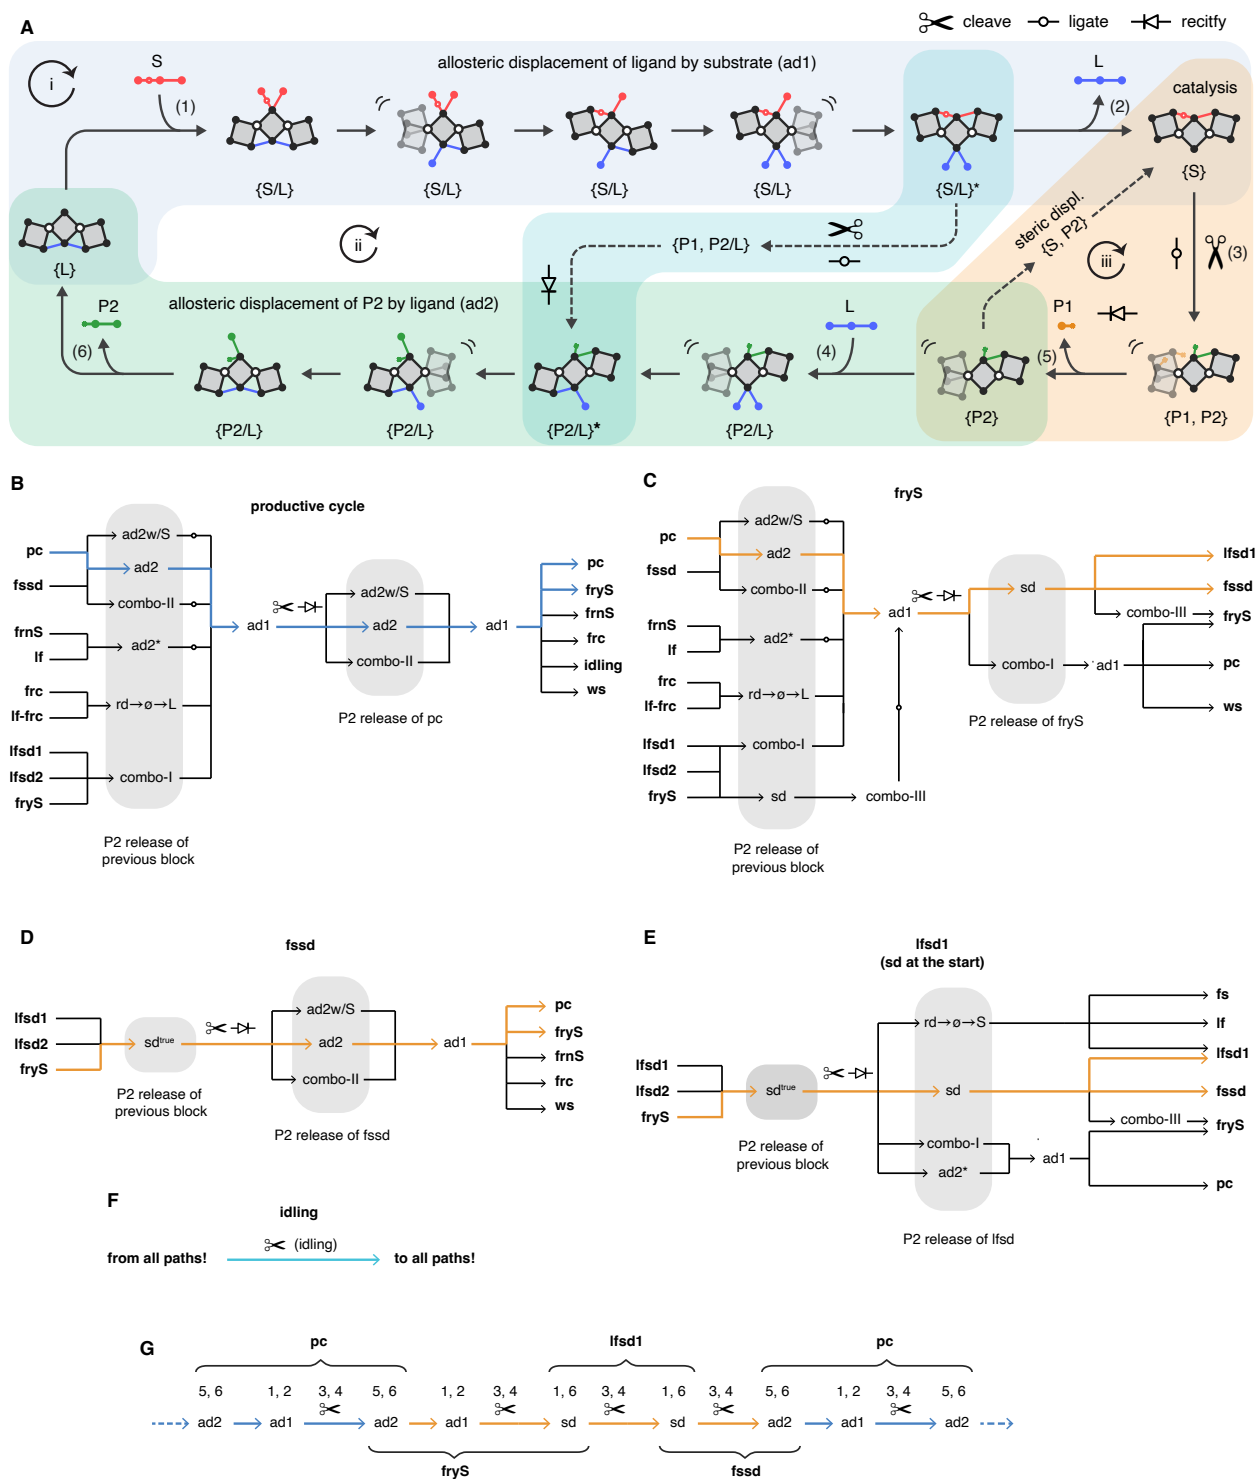 A
cleave
ligate
recitfy
i
S
allosteric displacement of ligand by substrate (ad1)
L
catalysis
(1)
(2)
{S/L}
{S/L}
{S/L}
{S/L}
{S/L}*
{S}
steric displ.
{S, P2}
{L}
ii
{P1, P2/L}
iii
(3)
allosteric displacement of P2 by ligand (ad2)
P2
L
P1
(6)
(4)
(5)
{P2/L}
{P2/L}
{P2/L}*
{P2/L}
{P2}
{P1, P2}
B
productive cycle
pc
fssd
frnS
lf
frc
lf-frc
lfsd1
lfsd2
fryS
ad2w/S
ad2
combo-II
ad2*
rd→ø→L
combo-I
P2 release of
previous block
ad1
ad2w/S
ad2
combo-II
P2 release of pc
ad1
pc
fryS
frnS
frc
idling
ws
C
fryS
pc
fssd
frnS
lf
frc
lf-frc
lfsd1
lfsd2
fryS
ad2w/S
ad2
combo-II
ad2*
rd→ø→L
combo-I
sd
P2 release of
previous block
combo-III
ad1
sd
combo-I
P2 release of fryS
combo-III
ad1
lfsd1
fssd
fryS
pc
ws
D
fssd
lfsd1
lfsd2
fryS
sdtrue
P2 release of
previous block
ad2w/S
ad2
combo-II
P2 release of fssd
ad1
pc
fryS
frnS
frc
ws
E
lfsd1
(sd at the start)
lfsd1
lfsd2
fryS
sdtrue
P2 release of
previous block
rd→ø→S
sd
combo-I
ad2*
P2 release of lfsd
combo-III
ad1
fs
lf
lfsd1
fssd
fryS
pc
F
idling
from all paths!
(idling)
to all paths!
G
pc
lfsd1
pc
5, 6
1, 2
3, 4
5, 6
1, 2
3, 4
1, 6
3, 4
1, 6
3, 4
5, 6
1, 2
3, 4
5, 6
ad2
ad1
ad2
ad1
sd
sd
ad2
ad1
ad2
fryS
fssd